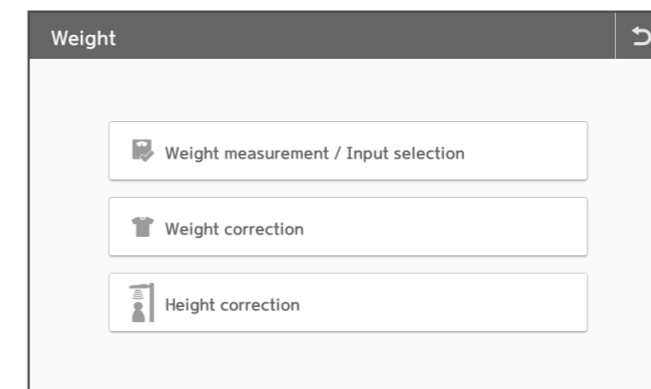 Weight
Weight measurement / Input selection
Weight correction
Height correction